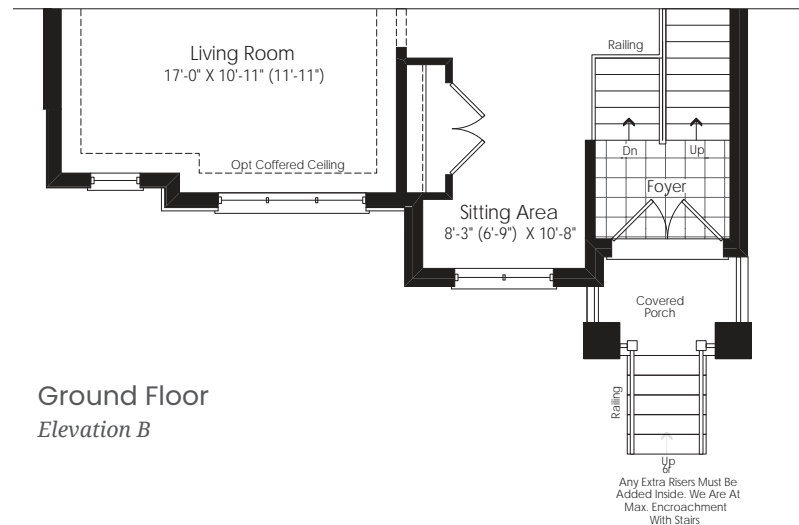 Living Room
17'-0" X 10'-11" (11'-11")
Opt Coffered Ceiling
Railing
Dn
Up
Foyer
Sitting Area
8'-3" (6'-9") X 10'-8"
Covered
Porch
Railing
Ground Floor
Elevation B
Up
6r
Any Extra Risers Must Be
Added Inside. We Are At
Max. Encroachment
With Stairs